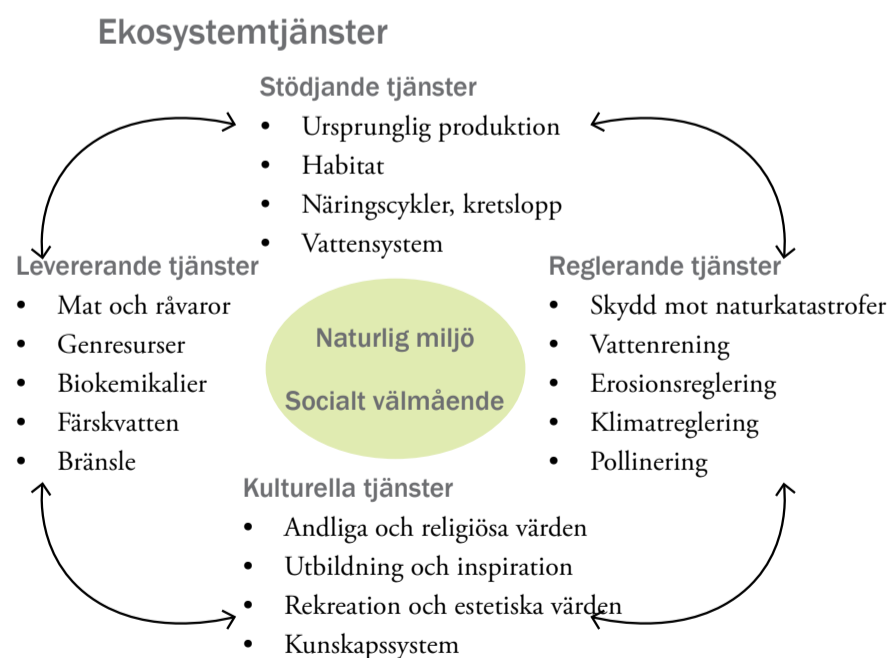 Ekosystemtjänster
Stödjande tjänster
• Ursprunglig produktion
• Habitat
• Näringscykler, kretslopp
• Vattensystem
Levererande tjänster
• Mat och råvaror
• Genresurser
• Biokemikalier
• Färskvatten
• Bränsle
Naturlig miljö
Socialt välmående
Reglerande tjänster
• Skydd mot naturkatastrofer
• Vattenrening
• Erosionsreglering
• Klimatreglering
• Pollinering
Kulturella tjänster
• Andliga och religiösa värden
• Utbildning och inspiration
• Rekreation och estetiska värden
• Kunskapssystem